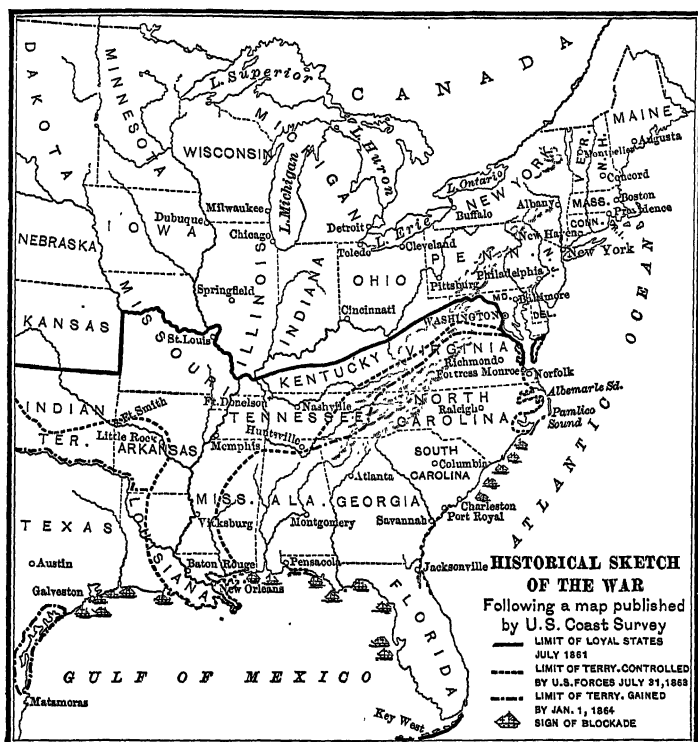 CANADA
DAKOTA
MINNESOTA
L. Superior
MICHIGAN
L. Huron
WISCONSIN
L. Michigan
MAINE
Augusta
VER.
Montpelier
N.H.
Concord
L. Ontario
NEW YORK
Albany
MASS.
Boston
Buffalo
CONN.
Providence
R.I.
New Haven
New York
IOWA
Dubuque
Milwaukee
Chicago
Detroit
L. Erie
Toledo
Cleveland
PENN.
Philadelphia
Pittsburg
N.J.
NEBRASKA
ILLINOIS
Springfield
INDIANA
OHIO
Cincinnati
MD.
Baltimore
WASHINGTON
DEL.
KANSAS
MISSOURI
St. Louis
KENTUCKY
VIRGINIA
Richmond
Fortress Monroe
Norfolk
OCEAN
INDIAN
TER.
Ft. Smith
Little Rock
ARKANSAS
Ft. Donelson
Nashville
TENNESSEE
Huntsville
Memphis
NORTH
CAROLINA
Raleigh
Albemarle Sd.
Pamlico
Sound
SOUTH
CAROLINA
Columbia
Atlanta
MISS.
ALA.
GEORGIA
Charleston
Port Royal
Savannah
ATLANTIC
TEXAS
Austin
LOUISIANA
Vicksburg
Montgomery
Baton Rouge
New Orleans
Pensacola
Jacksonville
Galveston
FLORIDA
GULF OF MEXICO
Matamoras
Key West
HISTORICAL SKETCH
OF THE WAR
Following a map published
by U.S. Coast Survey
LIMIT OF LOYAL STATES
JULY 1861
LIMIT OF TERRY. CONTROLLED
BY U.S. FORCES JULY 31, 1863
LIMIT OF TERRY. GAINED
BY JAN. 1, 1864
SIGN OF BLOCKADE